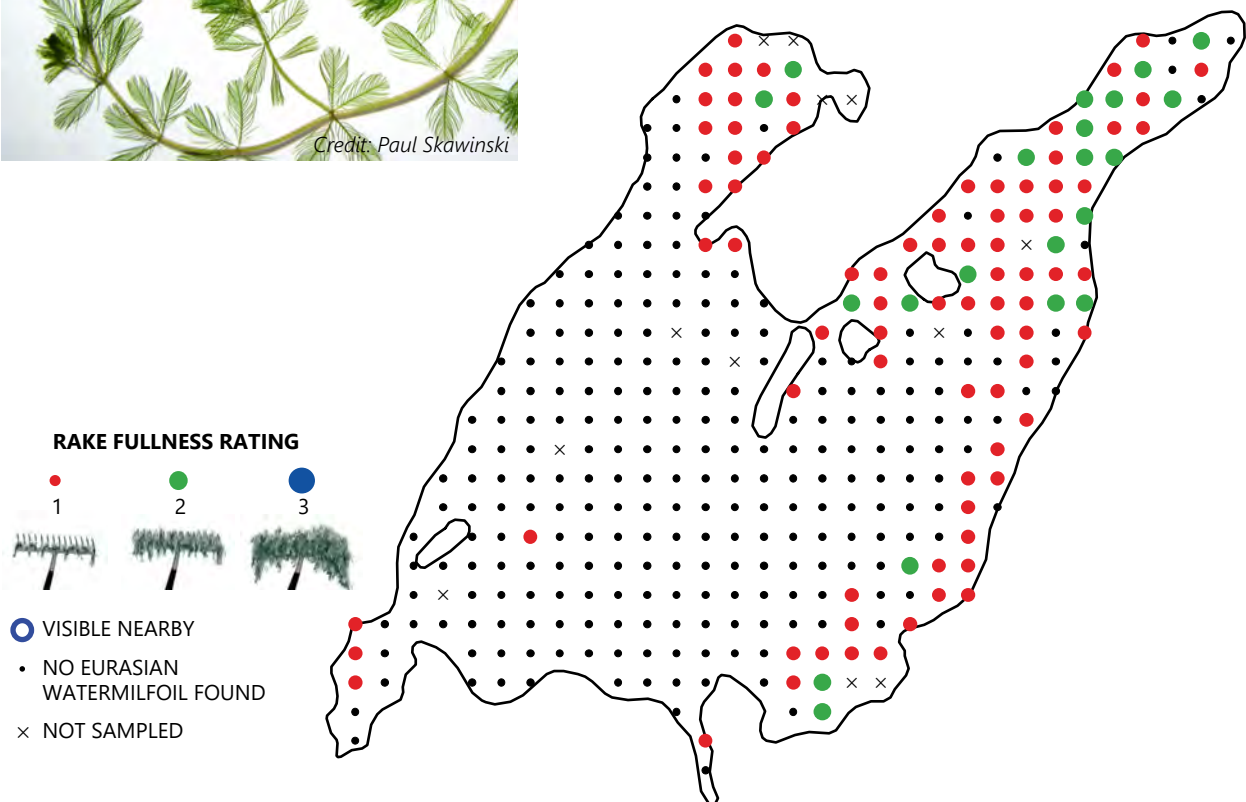 Credit: Paul Skawinski
RAKE FULLNESS RATING
1
2
3
VISIBLE NEARBY
NO EURASIAN
WATERMILFOIL FOUND
NOT SAMPLED